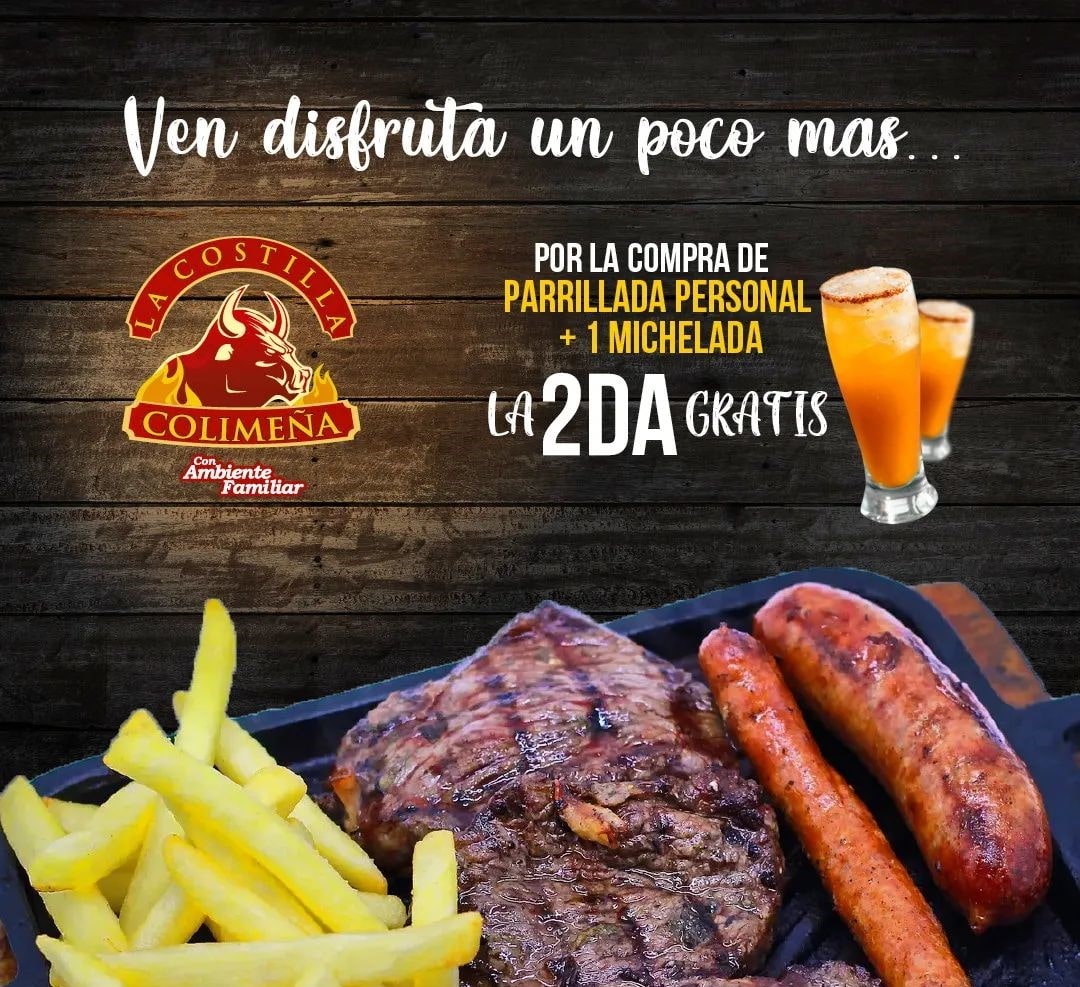 Ven disfruta un poco mas...
LA COSTILLA
COLIMEÑA
Con
Ambiente
Familiar
POR LA COMPRA DE
PARRILLADA PERSONAL
+ 1 MICHELADA
LA 2DA GRATIS